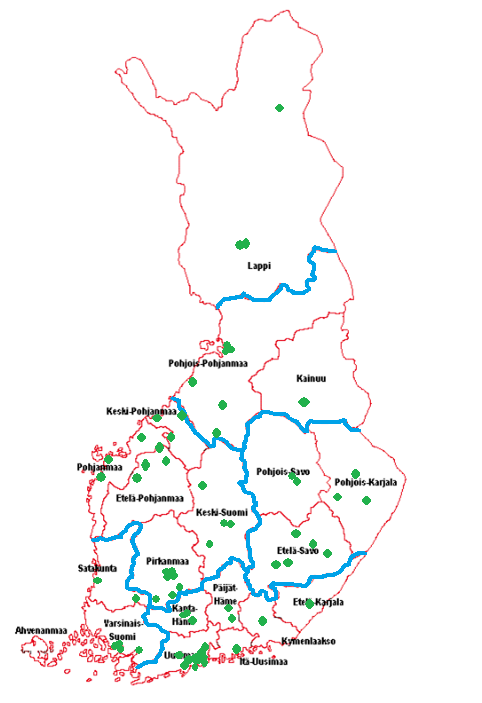 Lappi
Pohjois-Pohjanmaa
Kainuu
Keski-Pohjanmaa
Pohjanmaa
Pohjois-Savo
Pohjois-Karjala
Etelä-Pohjanmaa
Keski-Suomi
Etelä-Savo
Satakunta
Pirkanmaa
Päijät-
Häme
Etelä-Karjala
Kanta-
Häme
Varsinais-
Suomi
Ahvenanmaa
Kymenlaakso
Uusimaa
Itä-Uusimaa